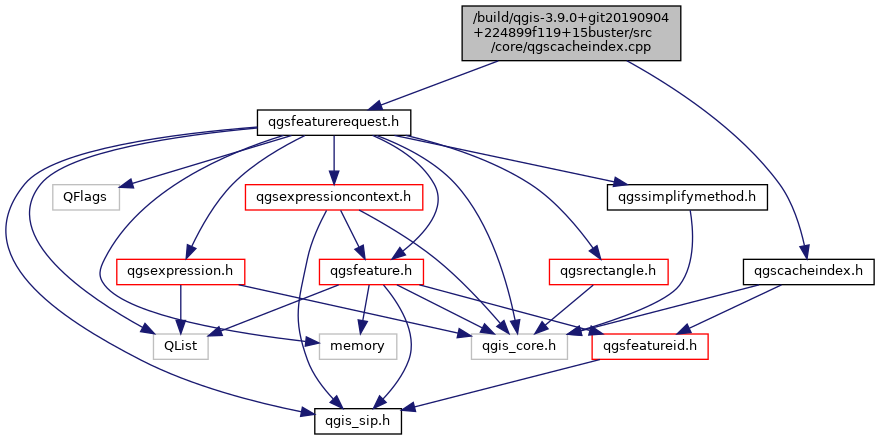 /build/qgis-3.9.0+git20190904
+224899f119+15buster/src
/core/qgscacheindex.cpp
qgsfeaturerequest.h
QFlags
qgsexpressioncontext.h
qgssimplifymethod.h
qgsexpression.h
qgsfeature.h
qgsrectangle.h
qgscacheindex.h
QList
memory
qgis_core.h
qgsfeatureid.h
qgis_sip.h